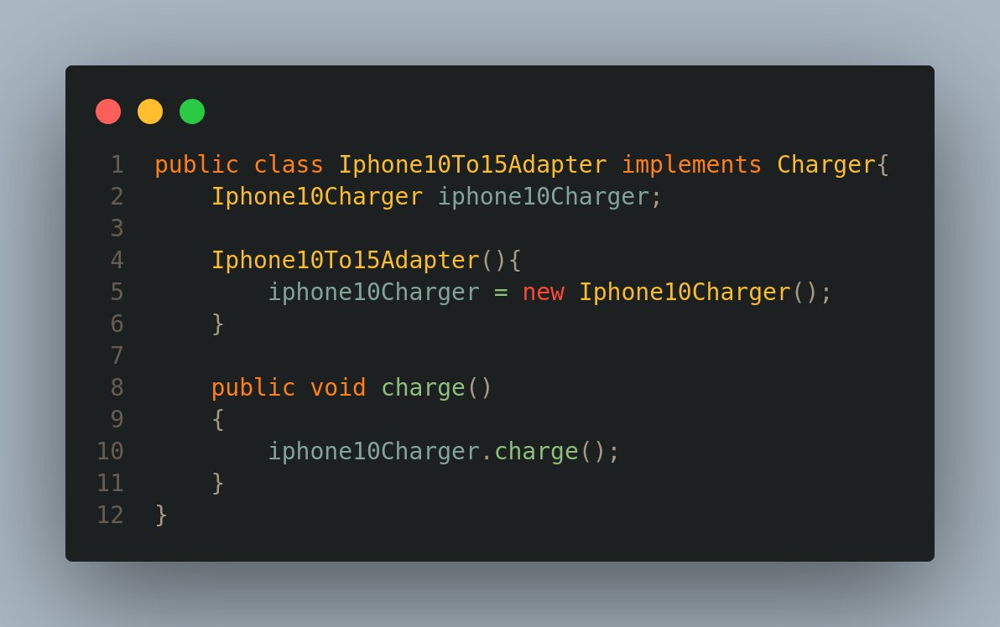 1 public class Iphone10To15Adapter implements Charger{
2     Iphone10Charger iphone10Charger;
3
4     Iphone10To15Adapter(){
5         iphone10Charger = new Iphone10Charger();
6     }
7
8     public void charge()
9     {
10         iphone10Charger.charge();
11     }
12 }